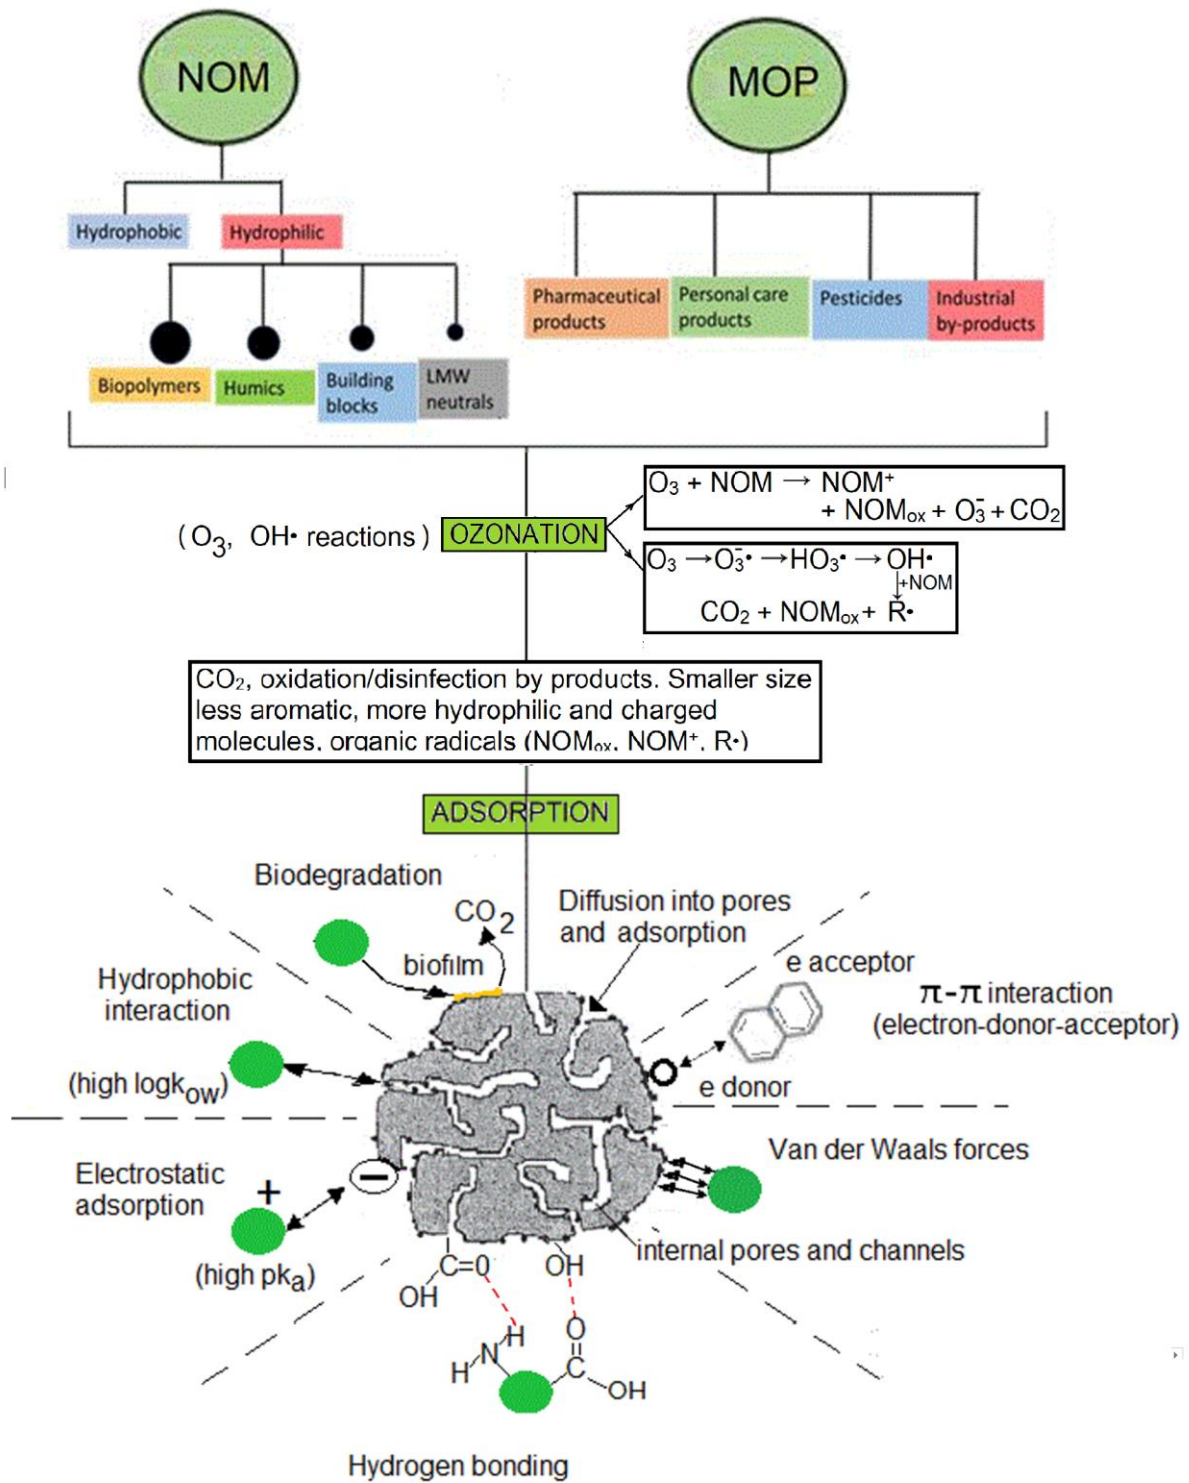 NOM
MOP
Hydrophobic
Hydrophilic
Biopolymers
Humics
Building
blocks
LMW
neutrals
Pharmaceutical
products
Personal care
products
Pesticides
Industrial
by-products
(O₃, OH• reactions)
OZONATION
O₃ + NOM → NOM⁺
+ NOMₒₓ + O₃⁻ + CO₂
O₃ → O₃⁻• → HO₃• → OH•
+NOM
CO₂ + NOMₒₓ + R•
CO₂, oxidation/disinfection by products. Smaller size
less aromatic, more hydrophilic and charged
molecules, organic radicals (NOMₒₓ, NOM⁺, R•)
ADSORPTION
Biodegradation
CO₂
biofilm
Diffusion into pores
and adsorption
Hydrophobic
interaction
(high logkow)
e acceptor
π-π interaction
(electron-donor-acceptor)
e donor
Electrostatic
adsorption
+
−
(high pka)
Van der Waals forces
internal pores and channels
C=O
OH
OH
H
N
H
O
C
OH
Hydrogen bonding